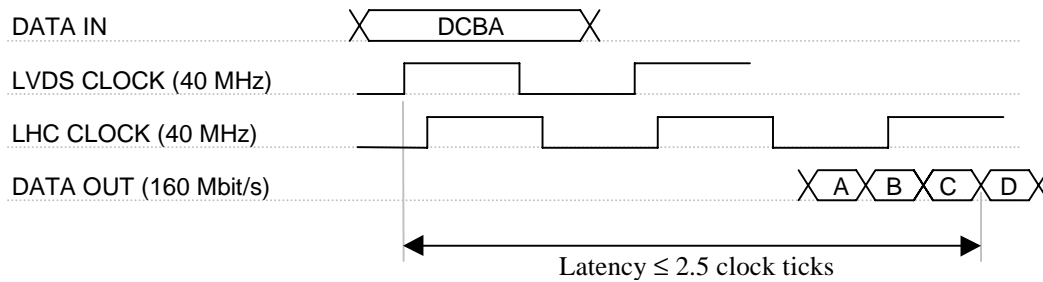 DATA IN
DCBA
LVDS CLOCK (40 MHz)
LHC CLOCK (40 MHz)
DATA OUT (160 Mbit/s)
A B C D
Latency ≤ 2.5 clock ticks